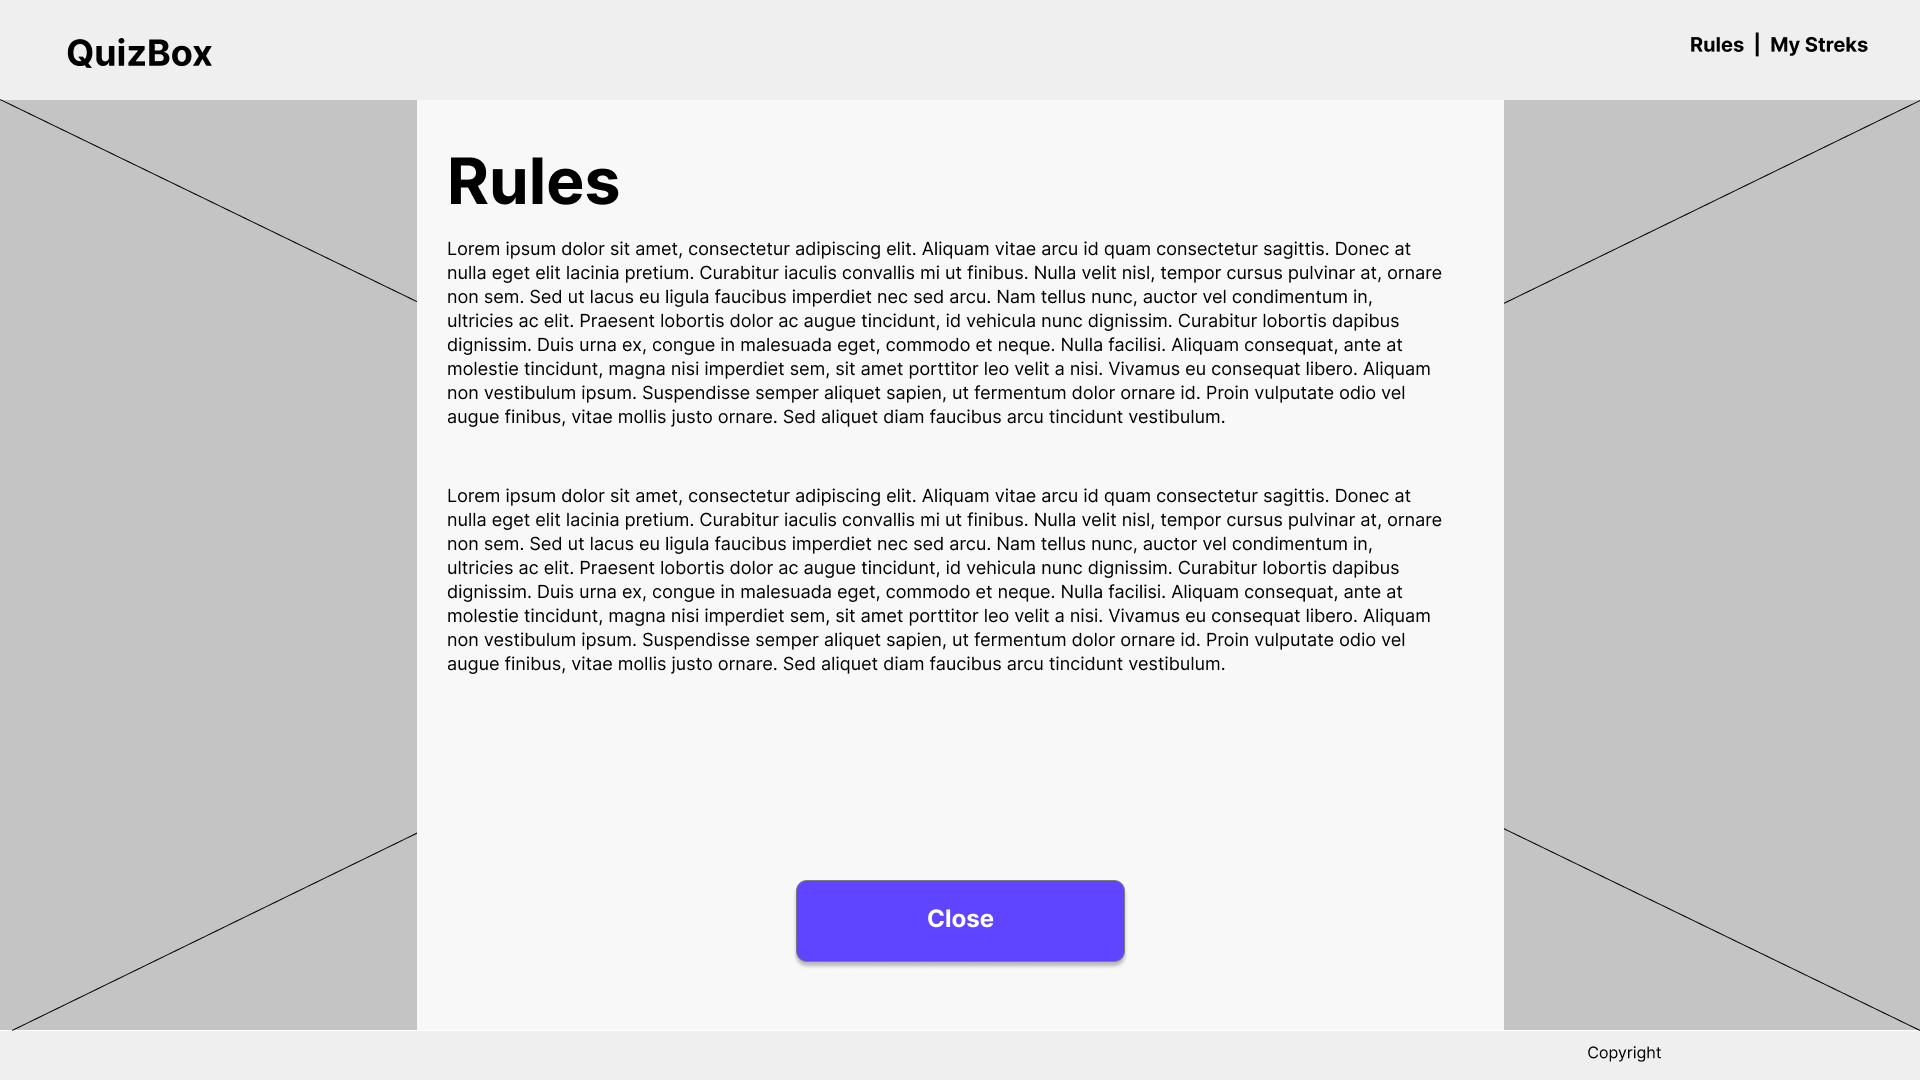 QuizBox
Rules | My Streks
Rules
Lorem ipsum dolor sit amet, consectetur adipiscing elit. Aliquam vitae arcu id quam consectetur sagittis. Donec at
nulla eget elit lacinia pretium. Curabitur iaculis convallis mi ut finibus. Nulla velit nisl, tempor cursus pulvinar at, ornare
non sem. Sed ut lacus eu ligula faucibus imperdiet nec sed arcu. Nam tellus nunc, auctor vel condimentum in,
ultricies ac elit. Praesent lobortis dolor ac augue tincidunt, id vehicula nunc dignissim. Curabitur lobortis dapibus
dignissim. Duis urna ex, congue in malesuada eget, commodo et neque. Nulla facilisi. Aliquam consequat, ante at
molestie tincidunt, magna nisi imperdiet sem, sit amet porttitor leo velit a nisi. Vivamus eu consequat libero. Aliquam
non vestibulum ipsum. Suspendisse semper aliquet sapien, ut fermentum dolor ornare id. Proin vulputate odio vel
augue finibus, vitae mollis justo ornare. Sed aliquet diam faucibus arcu tincidunt vestibulum.
Lorem ipsum dolor sit amet, consectetur adipiscing elit. Aliquam vitae arcu id quam consectetur sagittis. Donec at
nulla eget elit lacinia pretium. Curabitur iaculis convallis mi ut finibus. Nulla velit nisl, tempor cursus pulvinar at, ornare
non sem. Sed ut lacus eu ligula faucibus imperdiet nec sed arcu. Nam tellus nunc, auctor vel condimentum in,
ultricies ac elit. Praesent lobortis dolor ac augue tincidunt, id vehicula nunc dignissim. Curabitur lobortis dapibus
dignissim. Duis urna ex, congue in malesuada eget, commodo et neque. Nulla facilisi. Aliquam consequat, ante at
molestie tincidunt, magna nisi imperdiet sem, sit amet porttitor leo velit a nisi. Vivamus eu consequat libero. Aliquam
non vestibulum ipsum. Suspendisse semper aliquet sapien, ut fermentum dolor ornare id. Proin vulputate odio vel
augue finibus, vitae mollis justo ornare. Sed aliquet diam faucibus arcu tincidunt vestibulum.
Close
Copyright